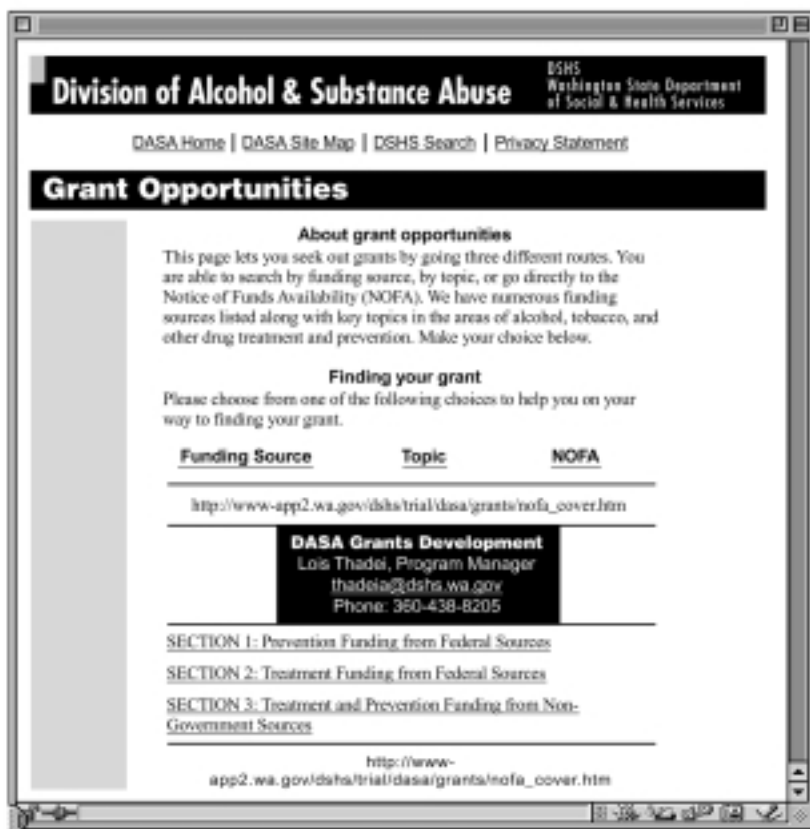 Division of Alcohol & Substance Abuse
DSHS
Washington State Department
of Social & Health Services
DASA Home | DASA Site Map | DSHS Search | Privacy Statement
Grant Opportunities
About grant opportunities
This page lets you seek out grants by going three different routes. You
are able to search by funding source, by topic, or go directly to the
Notice of Funds Availability (NOFA). We have numerous funding
sources listed along with key topics in the areas of alcohol, tobacco, and
other drug treatment and prevention. Make your choice below.
Finding your grant
Please choose from one of the following choices to help you on your
way to finding your grant.
Funding Source Topic NOFA
http://www-app2.wa.gov/dshs/trial/dasa/grants/nofa_cover.htm
DASA Grants Development
Lois Thadei, Program Manager
thadeia@dshs.wa.gov
Phone: 360-438-8205
SECTION 1: Prevention Funding from Federal Sources
SECTION 2: Treatment Funding from Federal Sources
SECTION 3: Treatment and Prevention Funding from Non-
Government Sources
http://www-
app2.wa.gov/dshs/trial/dasa/grants/nofa_cover.htm